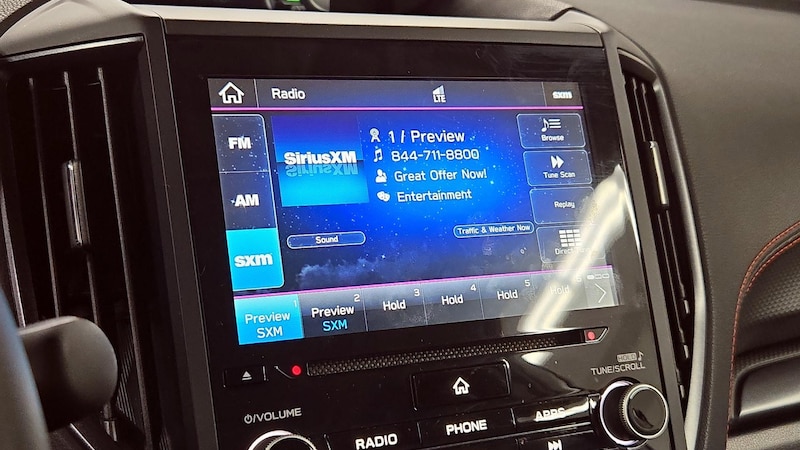 Radio
LTE
sxm
FM
AM
sxm
SiriusXM
1 / Preview
844-711-8800
Great Offer Now!
Entertainment
Browse
Tune Scan
Replay
Direct
Sound
Traffic & Weather Now
1
Preview
SXM
2
Preview
SXM
3
Hold
4
Hold
5
Hold
VOLUME
RADIO
PHONE
APPS
HOLD
TUNE/SCROLL